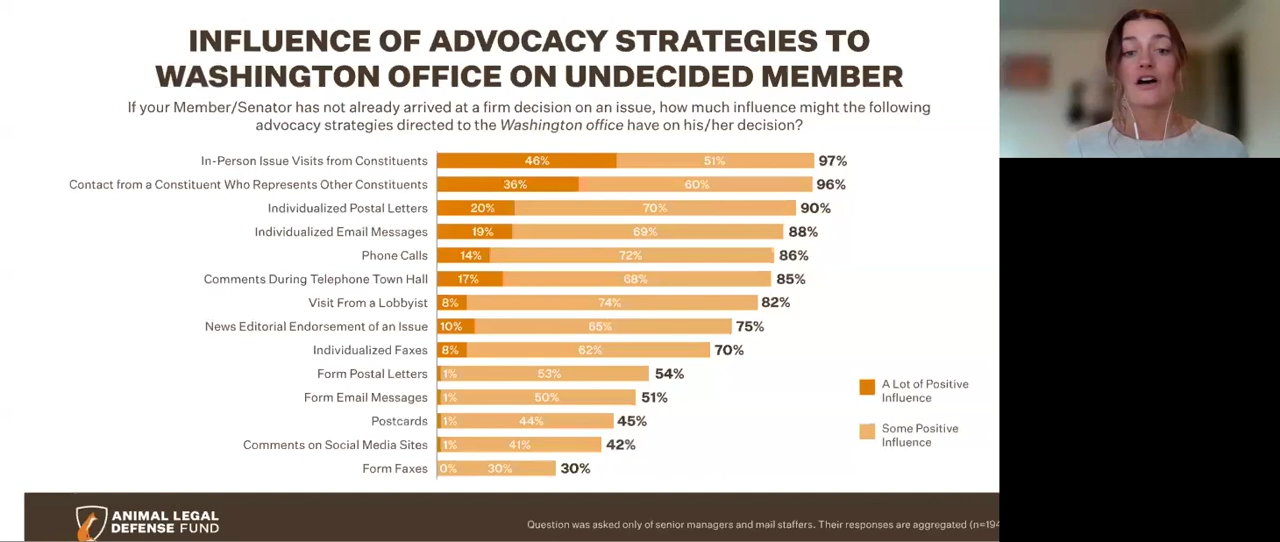 INFLUENCE OF ADVOCACY STRATEGIES TO
WASHINGTON OFFICE ON UNDECIDED MEMBER
If your Member/Senator has not already arrived at a firm decision on an issue, how much influence might the following
advocacy strategies directed to the Washington office have on his/her decision?
In-Person Issue Visits from Constituents 46% 51% 97%
Contact from a Constituent Who Represents Other Constituents 36% 60% 96%
Individualized Postal Letters 20% 70% 90%
Individualized Email Messages 19% 69% 88%
Phone Calls 14% 72% 86%
Comments During Telephone Town Hall 17% 68% 85%
Visit From a Lobbyist 8% 74% 82%
News Editorial Endorsement of an Issue 10% 65% 75%
Individualized Faxes 8% 62% 70%
Form Postal Letters 1% 53% 54%
Form Email Messages 1% 50% 51%
Postcards 1% 44% 45%
Comments on Social Media Sites 1% 41% 42%
Form Faxes 0% 30% 30%
A Lot of Positive
Influence
Some Positive
Influence
ANIMAL LEGAL
DEFENSE FUND
Question was asked only of senior managers and mail staffers. Their responses are aggregated (n=194